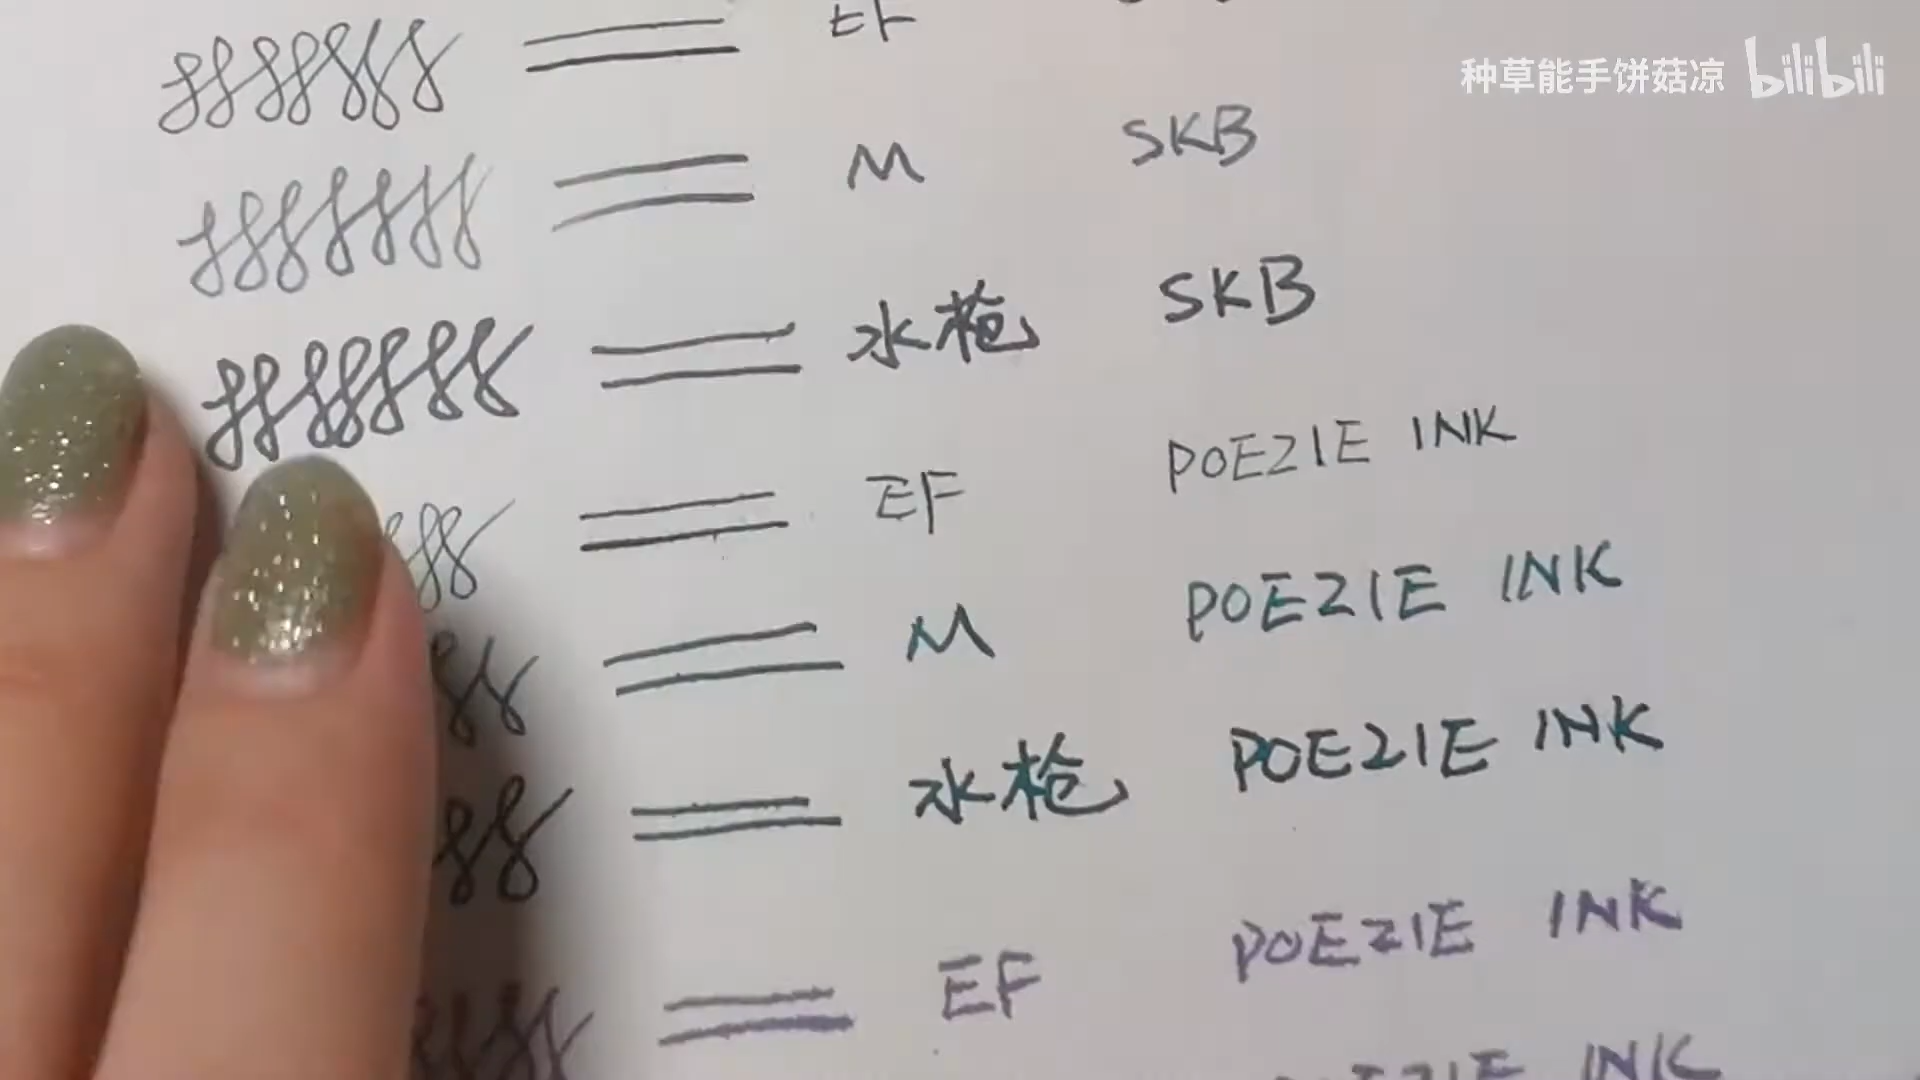 EF
种草能手饼菇凉 bilibili
M SKB
水枪 SKB
EF POEZIE INK
M POEZIE INK
水枪 POEZIE INK
EF POEZIE INK
POEZIE INK